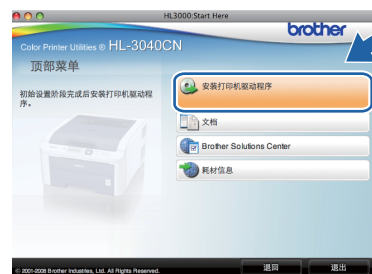 HL3000:Start Here
brother
Color Printer Utilities ® HL-3040CN
顶部菜单
初始设置阶段完成后安装打印机驱动程
序。
安装打印机驱动程序
文档
Brother Solutions Center
耗材信息
© 2001-2008 Brother Industries, Ltd. All Rights Reserved.
退回
退出